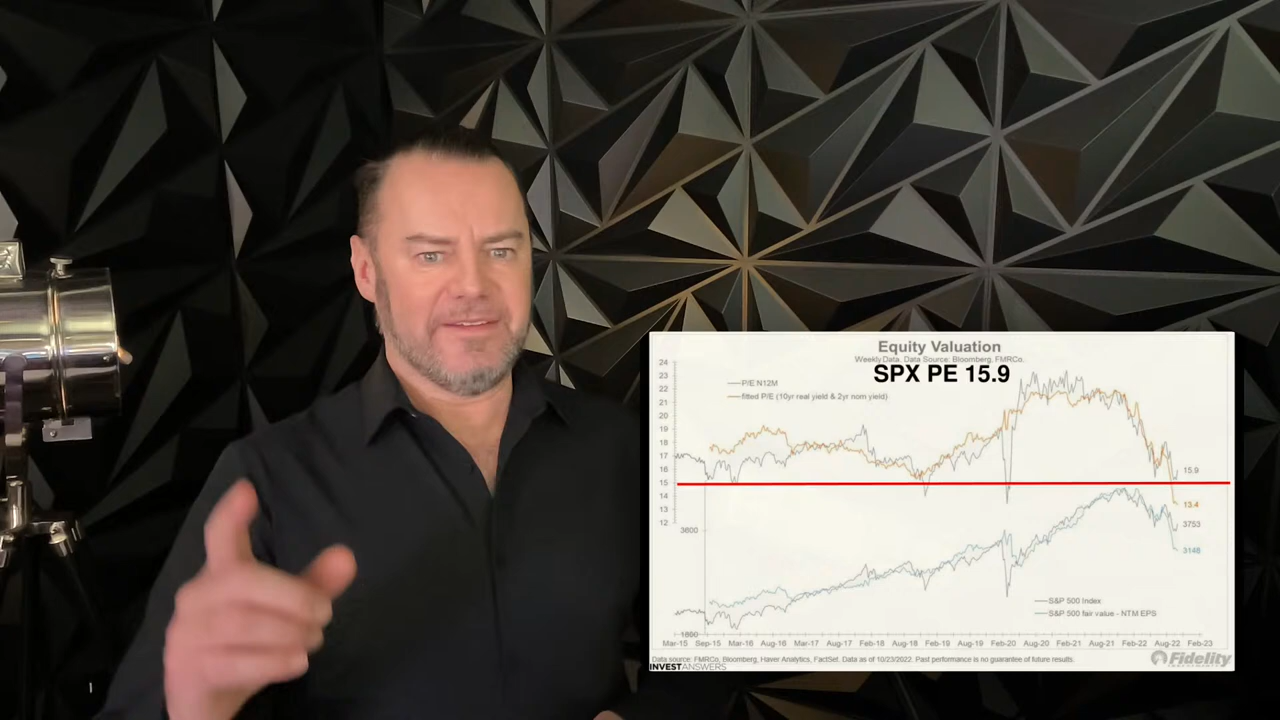 Equity Valuation
Weekly Data. Data Source: Bloomberg, FMRCo.
SPX PE 15.9
P/E N12M
fitted P/E (10yr real yield & 2yr nom yield)
24
23
22
21
20
19
18
17
16
15
14
13
12
3600
1800
15.9
13.4
3753
3148
S&P 500 Index
S&P 500 fair value - NTM EPS
Mar-15 Sep-15 Mar-16 Aug-16 Mar-17 Aug-17 Feb-18 Aug-18 Feb-19 Aug-19 Feb-20 Aug-20 Feb-21 Aug-21 Feb-22 Aug-22 Feb-23
Data source: FMRCo, Bloomberg, Haver Analytics, FactSet. Data as of 10/23/2022. Past performance is no guarantee of future results.
INVESTANSWERS
Fidelity
INVESTMENTS